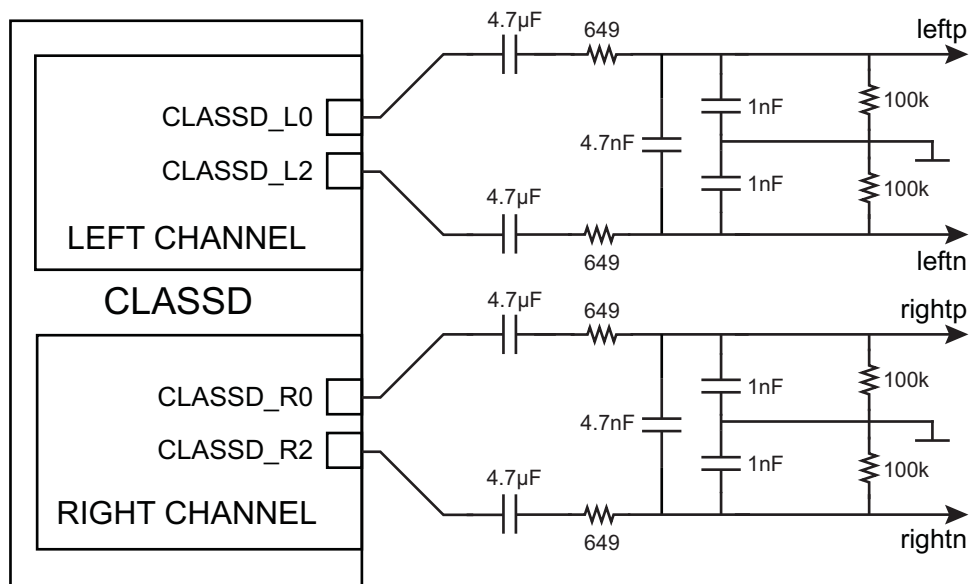 4.7µF
649
leftp
CLASSD_L0
100k
1nF
4.7nF
CLASSD_L2
1nF
100k
4.7µF
LEFT CHANNEL
649
leftn
CLASSD
4.7µF
649
rightp
CLASSD_R0
100k
1nF
4.7nF
CLASSD_R2
1nF
100k
4.7µF
RIGHT CHANNEL
649
rightn